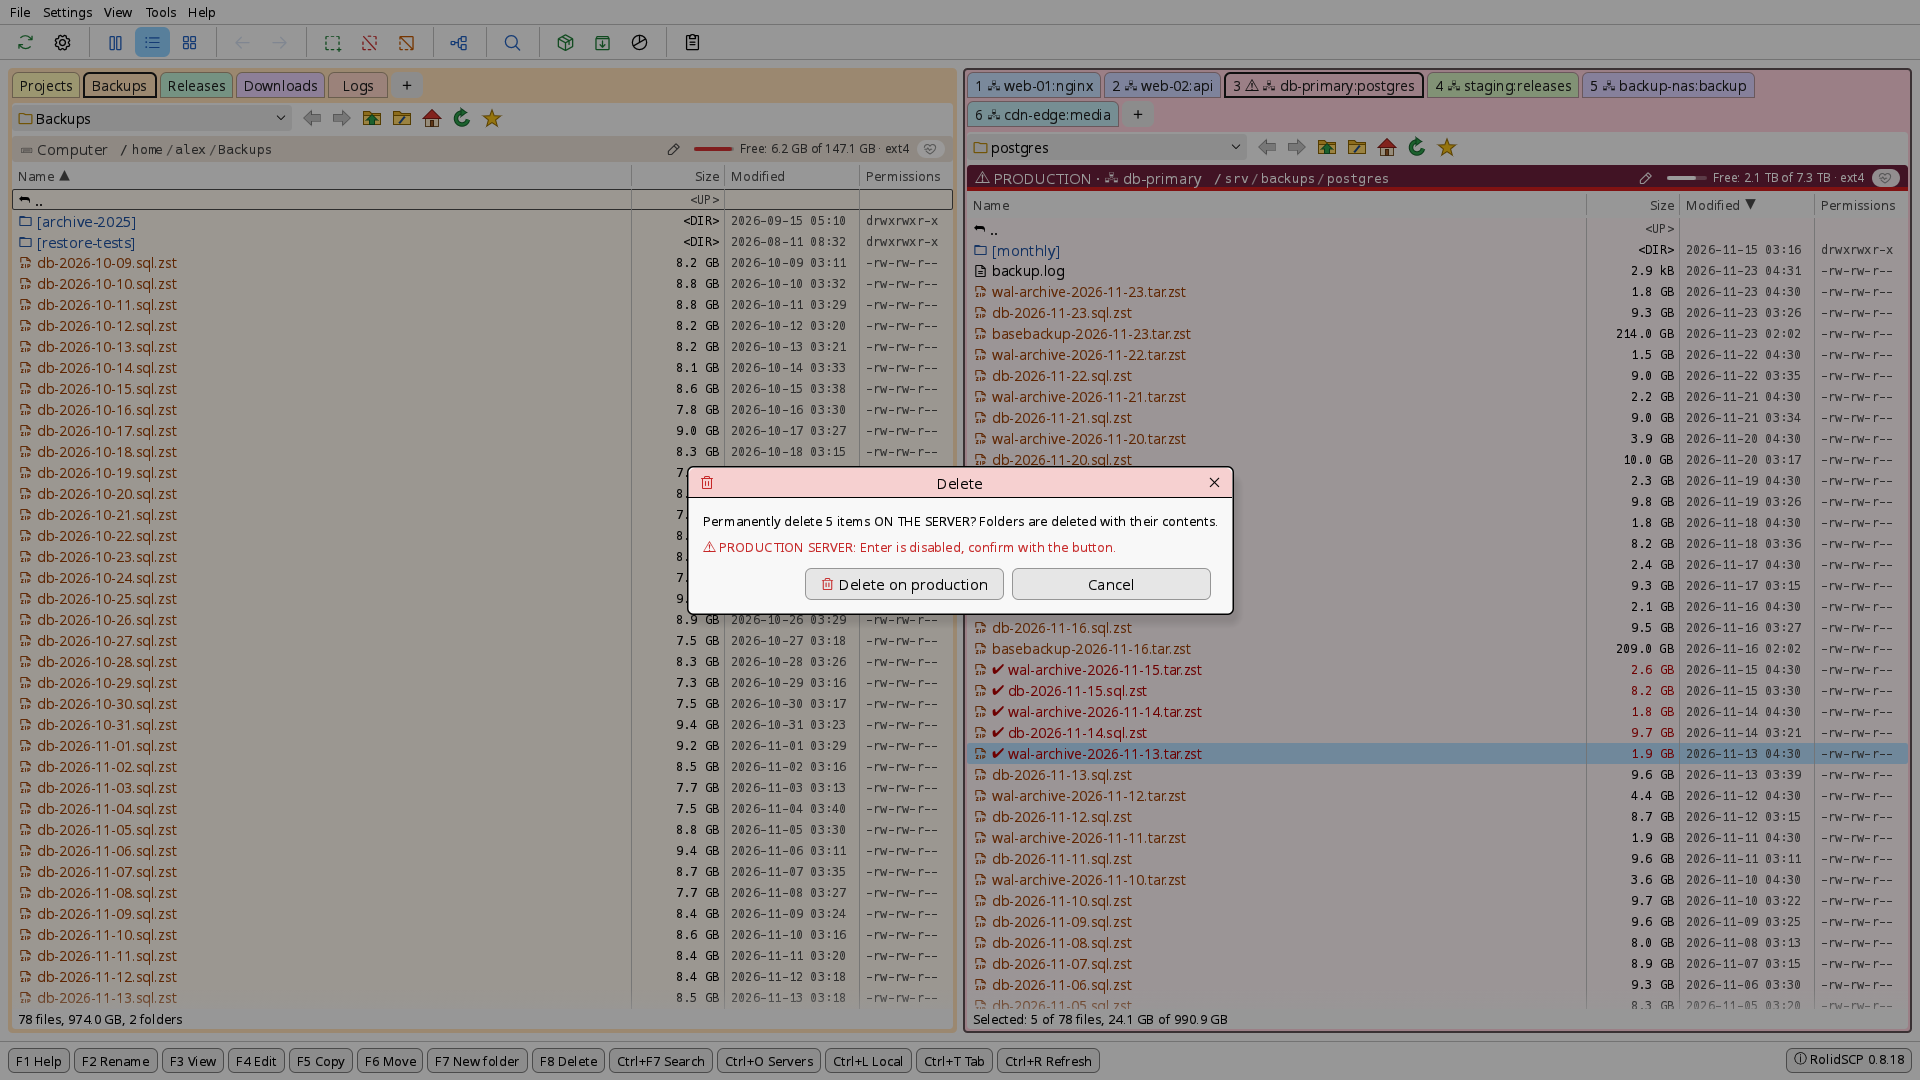 File Settings View Tools Help
Projects Backups Releases Downloads Logs +
Backups
Computer / home / alex / Backups Free: 6.2 GB of 147.1 GB · ext4
Name ▲ Size Modified Permissions
.. <UP>
[archive-2025] <DIR> 2026-09-15 05:10 drwxrwxr-x
[restore-tests] <DIR> 2026-08-11 08:32 drwxrwxr-x
db-2026-10-09.sql.zst 8.2 GB 2026-10-09 03:11 -rw-rw-r--
db-2026-10-10.sql.zst 8.8 GB 2026-10-10 03:32 -rw-rw-r--
db-2026-10-11.sql.zst 8.8 GB 2026-10-11 03:29 -rw-rw-r--
db-2026-10-12.sql.zst 8.2 GB 2026-10-12 03:20 -rw-rw-r--
db-2026-10-13.sql.zst 8.2 GB 2026-10-13 03:21 -rw-rw-r--
db-2026-10-14.sql.zst 8.1 GB 2026-10-14 03:33 -rw-rw-r--
db-2026-10-15.sql.zst 8.6 GB 2026-10-15 03:38 -rw-rw-r--
db-2026-10-16.sql.zst 7.8 GB 2026-10-16 03:30 -rw-rw-r--
db-2026-10-17.sql.zst 9.0 GB 2026-10-17 03:27 -rw-rw-r--
db-2026-10-18.sql.zst 8.3 GB 2026-10-18 03:15 -rw-rw-r--
db-2026-10-19.sql.zst 7.
db-2026-10-20.sql.zst 8.
db-2026-10-21.sql.zst 7.
db-2026-10-22.sql.zst 8.
db-2026-10-23.sql.zst 8.
db-2026-10-24.sql.zst 7.
db-2026-10-25.sql.zst 9.
db-2026-10-26.sql.zst 8.9 GB 2026-10-26 03:29 -rw-rw-r--
db-2026-10-27.sql.zst 7.5 GB 2026-10-27 03:18 -rw-rw-r--
db-2026-10-28.sql.zst 8.3 GB 2026-10-28 03:26 -rw-rw-r--
db-2026-10-29.sql.zst 7.3 GB 2026-10-29 03:16 -rw-rw-r--
db-2026-10-30.sql.zst 7.5 GB 2026-10-30 03:17 -rw-rw-r--
db-2026-10-31.sql.zst 9.4 GB 2026-10-31 03:23 -rw-rw-r--
db-2026-11-01.sql.zst 9.2 GB 2026-11-01 03:29 -rw-rw-r--
db-2026-11-02.sql.zst 8.5 GB 2026-11-02 03:16 -rw-rw-r--
db-2026-11-03.sql.zst 7.7 GB 2026-11-03 03:13 -rw-rw-r--
db-2026-11-04.sql.zst 7.5 GB 2026-11-04 03:40 -rw-rw-r--
db-2026-11-05.sql.zst 8.8 GB 2026-11-05 03:30 -rw-rw-r--
db-2026-11-06.sql.zst 9.4 GB 2026-11-06 03:11 -rw-rw-r--
db-2026-11-07.sql.zst 8.7 GB 2026-11-07 03:35 -rw-rw-r--
db-2026-11-08.sql.zst 7.7 GB 2026-11-08 03:27 -rw-rw-r--
db-2026-11-09.sql.zst 8.4 GB 2026-11-09 03:24 -rw-rw-r--
db-2026-11-10.sql.zst 8.6 GB 2026-11-10 03:16 -rw-rw-r--
db-2026-11-11.sql.zst 8.4 GB 2026-11-11 03:20 -rw-rw-r--
db-2026-11-12.sql.zst 8.4 GB 2026-11-12 03:18 -rw-rw-r--
db-2026-11-13.sql.zst 8.5 GB 2026-11-13 03:18 -rw-rw-r--
78 files, 974.0 GB, 2 folders
1 web-01:nginx 2 web-02:api 3 ⚠ db-primary:postgres 4 staging:releases 5 backup-nas:backup
6 cdn-edge:media +
postgres
⚠ PRODUCTION · db-primary / srv / backups / postgres Free: 2.1 TB of 7.3 TB · ext4
Name Size Modified ▼ Permissions
.. <UP>
[monthly] <DIR> 2026-11-15 03:16 drwxrwxr-x
backup.log 2.9 kB 2026-11-23 04:31 -rw-rw-r--
wal-archive-2026-11-23.tar.zst 1.8 GB 2026-11-23 04:30 -rw-rw-r--
db-2026-11-23.sql.zst 9.3 GB 2026-11-23 03:26 -rw-rw-r--
basebackup-2026-11-23.tar.zst 214.0 GB 2026-11-23 02:02 -rw-rw-r--
wal-archive-2026-11-22.tar.zst 1.5 GB 2026-11-22 04:30 -rw-rw-r--
db-2026-11-22.sql.zst 9.0 GB 2026-11-22 03:35 -rw-rw-r--
wal-archive-2026-11-21.tar.zst 2.2 GB 2026-11-21 04:30 -rw-rw-r--
db-2026-11-21.sql.zst 9.0 GB 2026-11-21 03:34 -rw-rw-r--
wal-archive-2026-11-20.tar.zst 3.9 GB 2026-11-20 04:30 -rw-rw-r--
db-2026-11-20.sql.zst 10.0 GB 2026-11-20 03:17 -rw-rw-r--
2.3 GB 2026-11-19 04:30 -rw-rw-r--
9.8 GB 2026-11-19 03:26 -rw-rw-r--
1.8 GB 2026-11-18 04:30 -rw-rw-r--
8.2 GB 2026-11-18 03:36 -rw-rw-r--
2.4 GB 2026-11-17 04:30 -rw-rw-r--
9.3 GB 2026-11-17 03:15 -rw-rw-r--
2.1 GB 2026-11-16 04:30 -rw-rw-r--
db-2026-11-16.sql.zst 9.5 GB 2026-11-16 03:27 -rw-rw-r--
basebackup-2026-11-16.tar.zst 209.0 GB 2026-11-16 02:02 -rw-rw-r--
✔ wal-archive-2026-11-15.tar.zst 2.6 GB 2026-11-15 04:30 -rw-rw-r--
✔ db-2026-11-15.sql.zst 8.2 GB 2026-11-15 03:30 -rw-rw-r--
✔ wal-archive-2026-11-14.tar.zst 1.8 GB 2026-11-14 04:30 -rw-rw-r--
✔ db-2026-11-14.sql.zst 9.7 GB 2026-11-14 03:21 -rw-rw-r--
✔ wal-archive-2026-11-13.tar.zst 1.9 GB 2026-11-13 04:30 -rw-rw-r--
db-2026-11-13.sql.zst 9.6 GB 2026-11-13 03:39 -rw-rw-r--
wal-archive-2026-11-12.tar.zst 4.4 GB 2026-11-12 04:30 -rw-rw-r--
db-2026-11-12.sql.zst 8.7 GB 2026-11-12 03:15 -rw-rw-r--
wal-archive-2026-11-11.tar.zst 1.9 GB 2026-11-11 04:30 -rw-rw-r--
db-2026-11-11.sql.zst 9.6 GB 2026-11-11 03:11 -rw-rw-r--
wal-archive-2026-11-10.tar.zst 3.6 GB 2026-11-10 04:30 -rw-rw-r--
db-2026-11-10.sql.zst 9.7 GB 2026-11-10 03:22 -rw-rw-r--
db-2026-11-09.sql.zst 9.6 GB 2026-11-09 03:25 -rw-rw-r--
db-2026-11-08.sql.zst 8.0 GB 2026-11-08 03:13 -rw-rw-r--
db-2026-11-07.sql.zst 8.9 GB 2026-11-07 03:15 -rw-rw-r--
db-2026-11-06.sql.zst 9.3 GB 2026-11-06 03:30 -rw-rw-r--
db-2026-11-05.sql.zst 8.3 GB 2026-11-05 03:20 -rw-rw-r--
Selected: 5 of 78 files, 24.1 GB of 990.9 GB
Delete
Permanently delete 5 items ON THE SERVER? Folders are deleted with their contents.
⚠ PRODUCTION SERVER: Enter is disabled, confirm with the button.
Delete on production Cancel
F1 Help F2 Rename F3 View F4 Edit F5 Copy F6 Move F7 New folder F8 Delete Ctrl+F7 Search Ctrl+O Servers Ctrl+L Local Ctrl+T Tab Ctrl+R Refresh RolidSCP 0.8.18